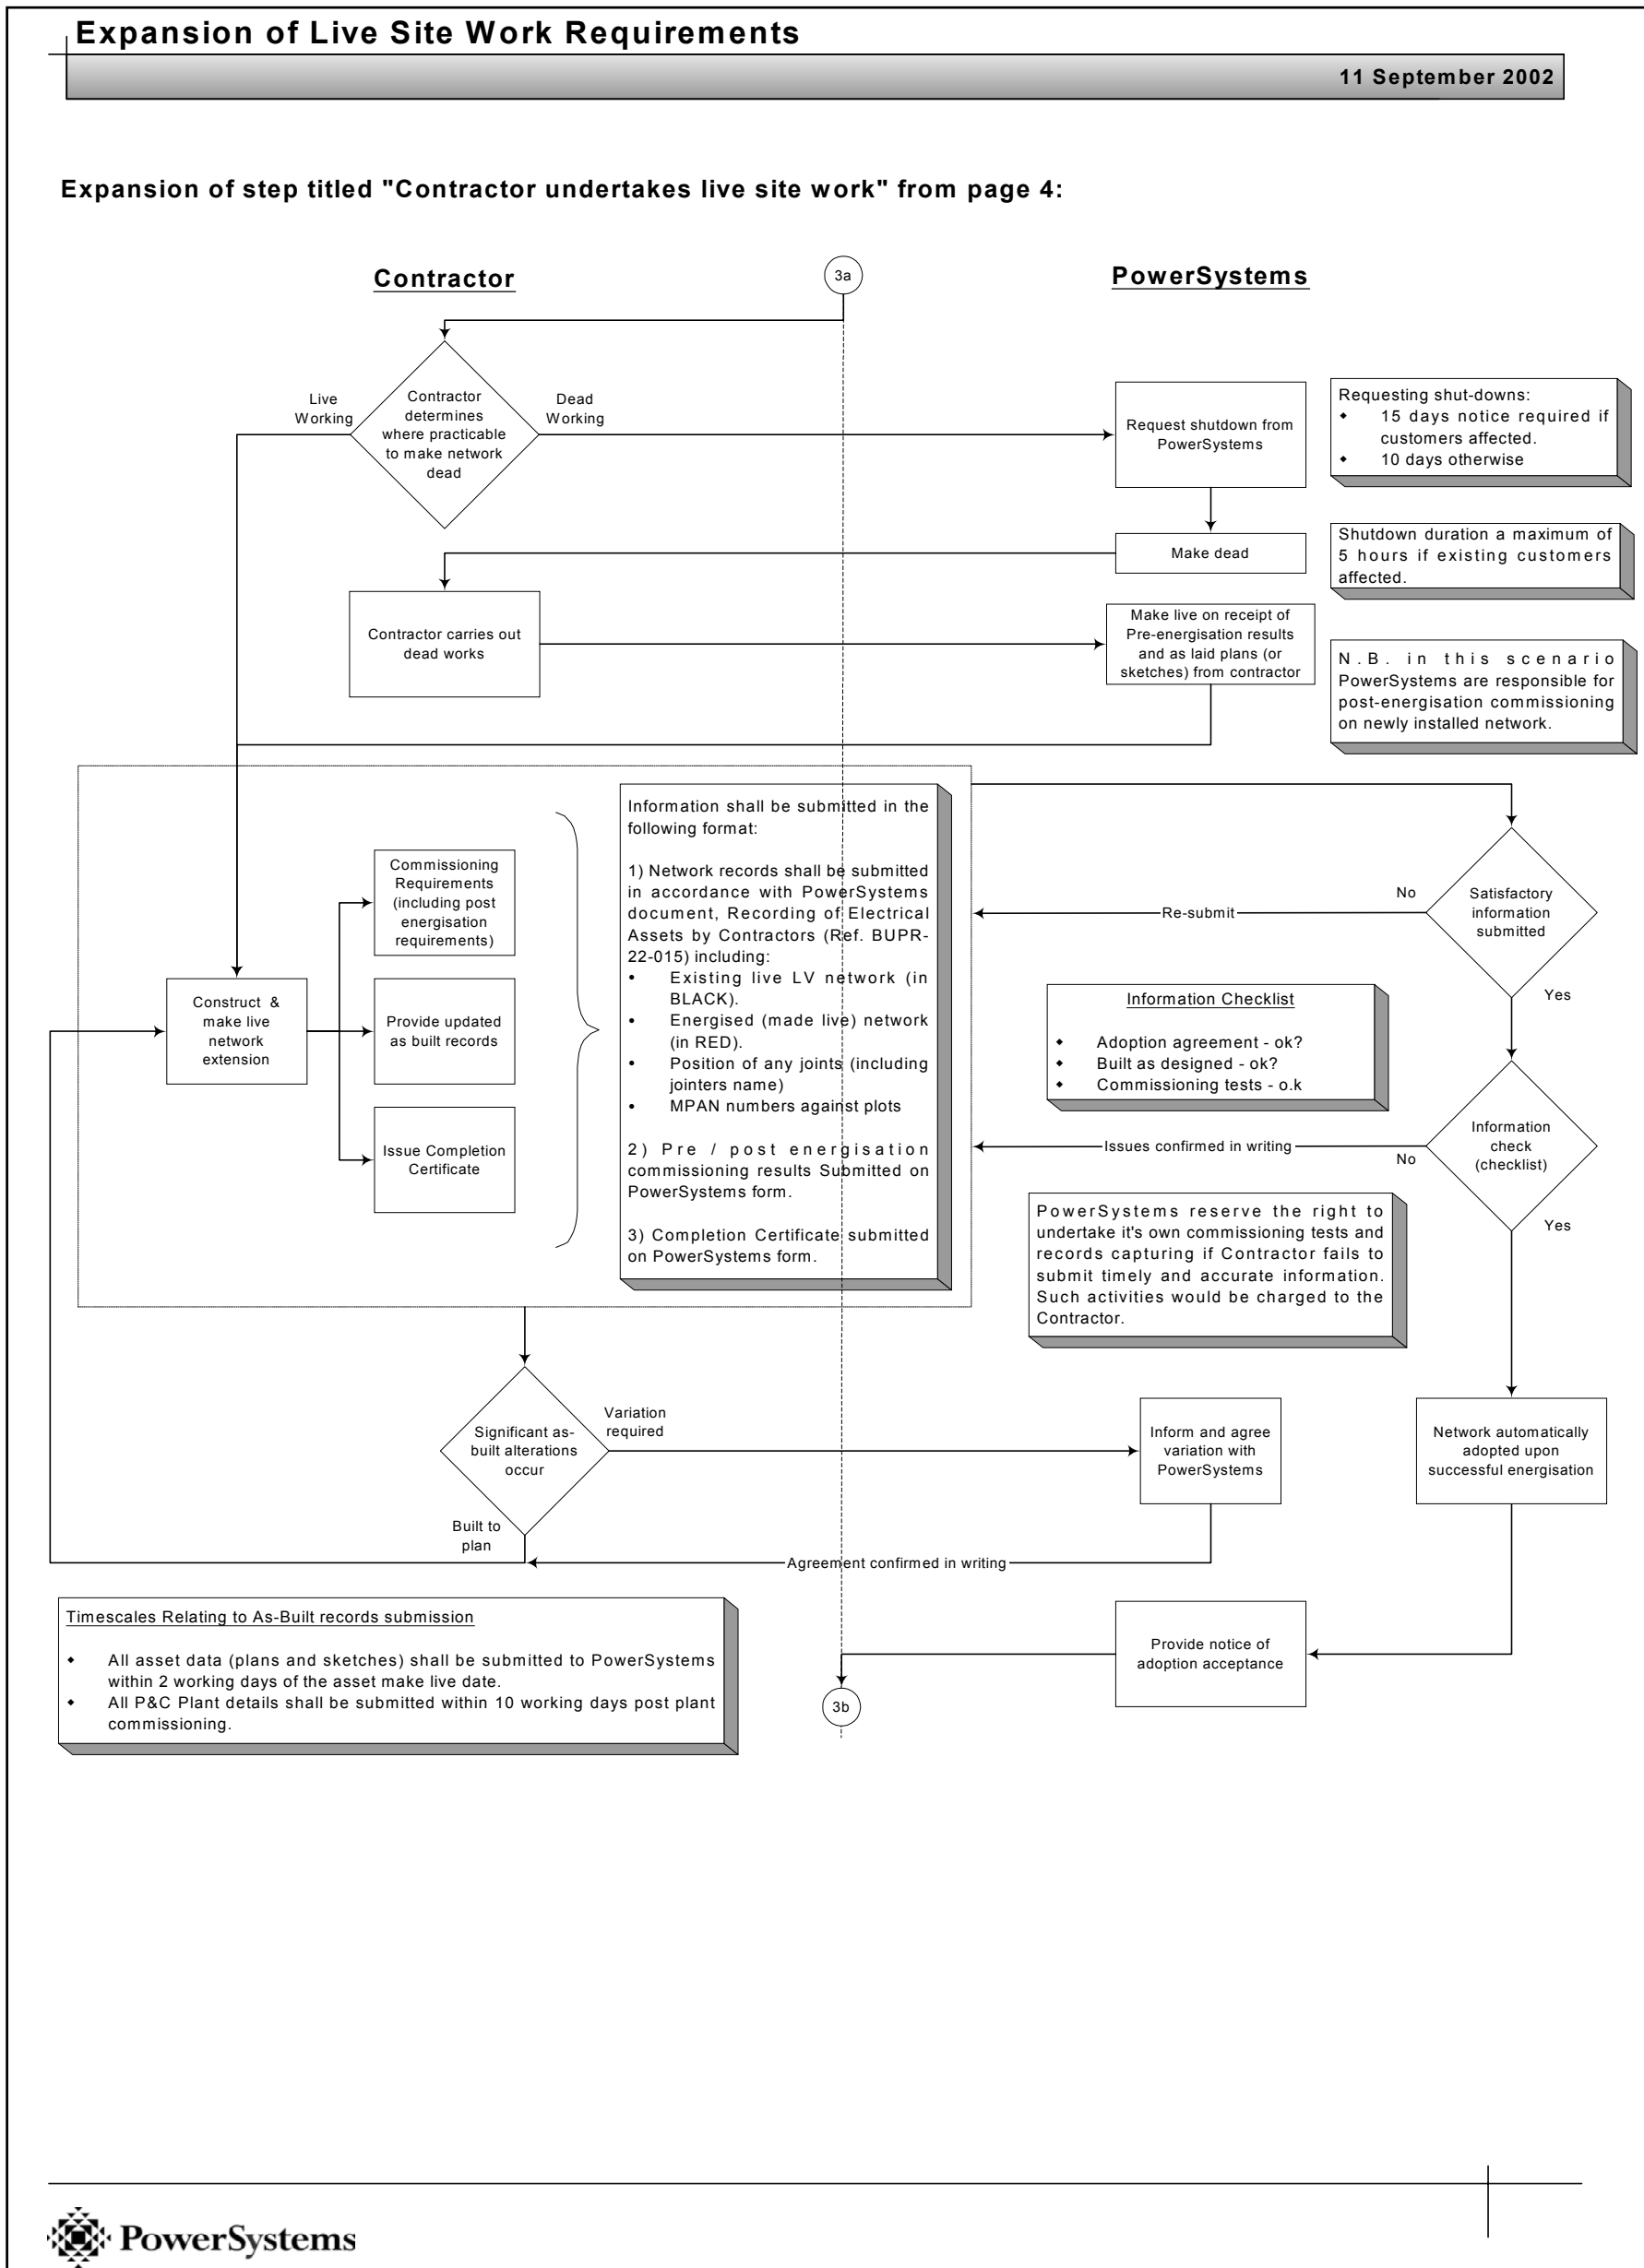 Expansion of Live Site Work Requirements
11 September 2002
Expansion of step titled "Contractor undertakes live site work" from page 4:
Contractor
3a
PowerSystems
Live
Working
Contractor
determines
where practicable
to make network
dead
Dead
Working
Request shutdown from
PowerSystems
Requesting shut-downs:
◆ 15 days notice required if
customers affected.
◆ 10 days otherwise
Make dead
Shutdown duration a maximum of
5 hours if existing customers
affected.
Contractor carries out
dead works
Make live on receipt of
Pre-energisation results
and as laid plans (or
sketches) from contractor
N.B. in this scenario
PowerSystems are responsible for
post-energisation commissioning
on newly installed network.
Construct &
make live
network
extension
Commissioning
Requirements
(including post
energisation
requirements)
Provide updated
as built records
Issue Completion
Certificate
Information shall be submitted in the
following format:
1) Network records shall be submitted
in accordance with PowerSystems
document, Recording of Electrical
Assets by Contractors (Ref. BUPR-
22-015) including:
• Existing live LV network (in
BLACK).
• Energised (made live) network
(in RED).
• Position of any joints (including
jointers name)
• MPAN numbers against plots
2) Pre / post energisation
commissioning results Submitted on
PowerSystems form.
3) Completion Certificate submitted
on PowerSystems form.
No
Re-submit
Satisfactory
information
submitted
Yes
Information Checklist
◆ Adoption agreement - ok?
◆ Built as designed - ok?
◆ Commissioning tests - o.k
Issues confirmed in writing
No
Information
check
(checklist)
Yes
PowerSystems reserve the right to
undertake it's own commissioning tests and
records capturing if Contractor fails to
submit timely and accurate information.
Such activities would be charged to the
Contractor.
Significant as-
built alterations
occur
Variation
required
Built to
plan
Inform and agree
variation with
PowerSystems
Network automatically
adopted upon
successful energisation
Agreement confirmed in writing
Timescales Relating to As-Built records submission
◆ All asset data (plans and sketches) shall be submitted to PowerSystems
within 2 working days of the asset make live date.
◆ All P&C Plant details shall be submitted within 10 working days post plant
commissioning.
Provide notice of
adoption acceptance
3b
PowerSystems